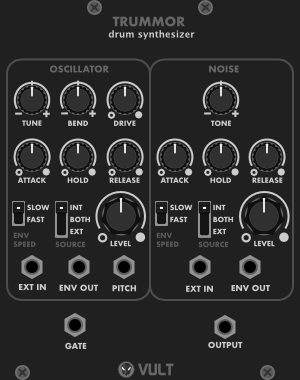 TRUMMOR
drum synthesizer
OSCILLATOR
NOISE
TUNE
BEND
DRIVE
TONE
ATTACK
HOLD
RELEASE
ATTACK
HOLD
RELEASE
SLOW
FAST
ENV
SPEED
INT
BOTH
EXT
SOURCE
LEVEL
SLOW
FAST
ENV
SPEED
INT
BOTH
EXT
SOURCE
LEVEL
EXT IN
ENV OUT
PITCH
EXT IN
ENV OUT
GATE
OUTPUT
VULT